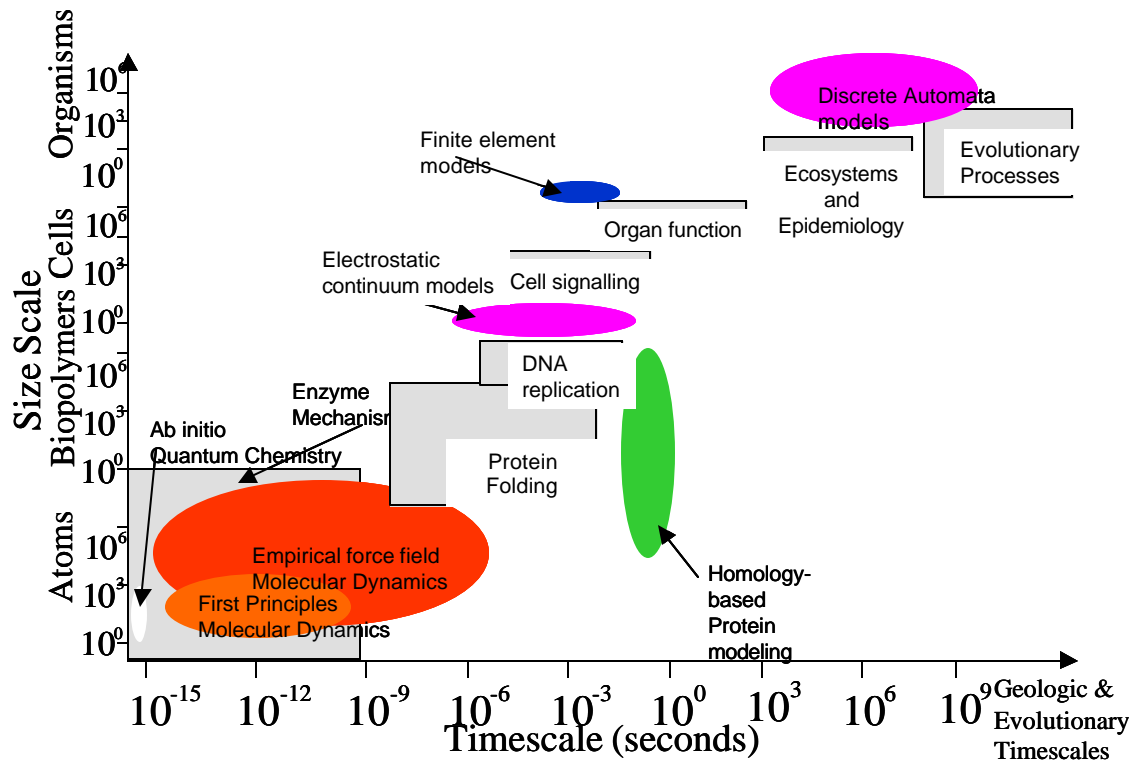 Size Scale
Organisms
Biopolymers Cells
Atoms
10^6
10^3
10^0
10^6
10^3
10^0
10^6
10^3
10^0
10^6
10^3
10^0
Discrete Automata
models
Evolutionary
Processes
Ecosystems
and
Epidemiology
Finite element
models
Organ function
Electrostatic
continuum models
Cell signalling
DNA
replication
Enzyme
Mechanisr
Ab initio
Quantum Chemistry
Protein
Folding
Empirical force field
Molecular Dynamics
First Principles
Molecular Dynamics
Homology-
based
Protein
modeling
10^-15 10^-12 10^-9 10^-6 10^-3 10^0 10^3 10^6 10^9
Geologic &
Evolutionary
Timescales
Timescale (seconds)